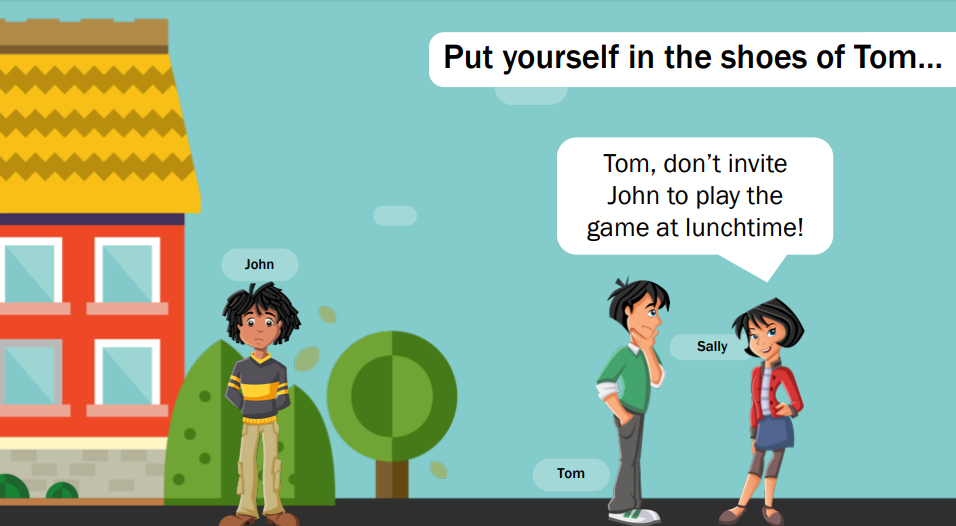 Put yourself in the shoes of Tom...
Tom, don’t invite
John to play the
game at lunchtime!
John
Sally
Tom